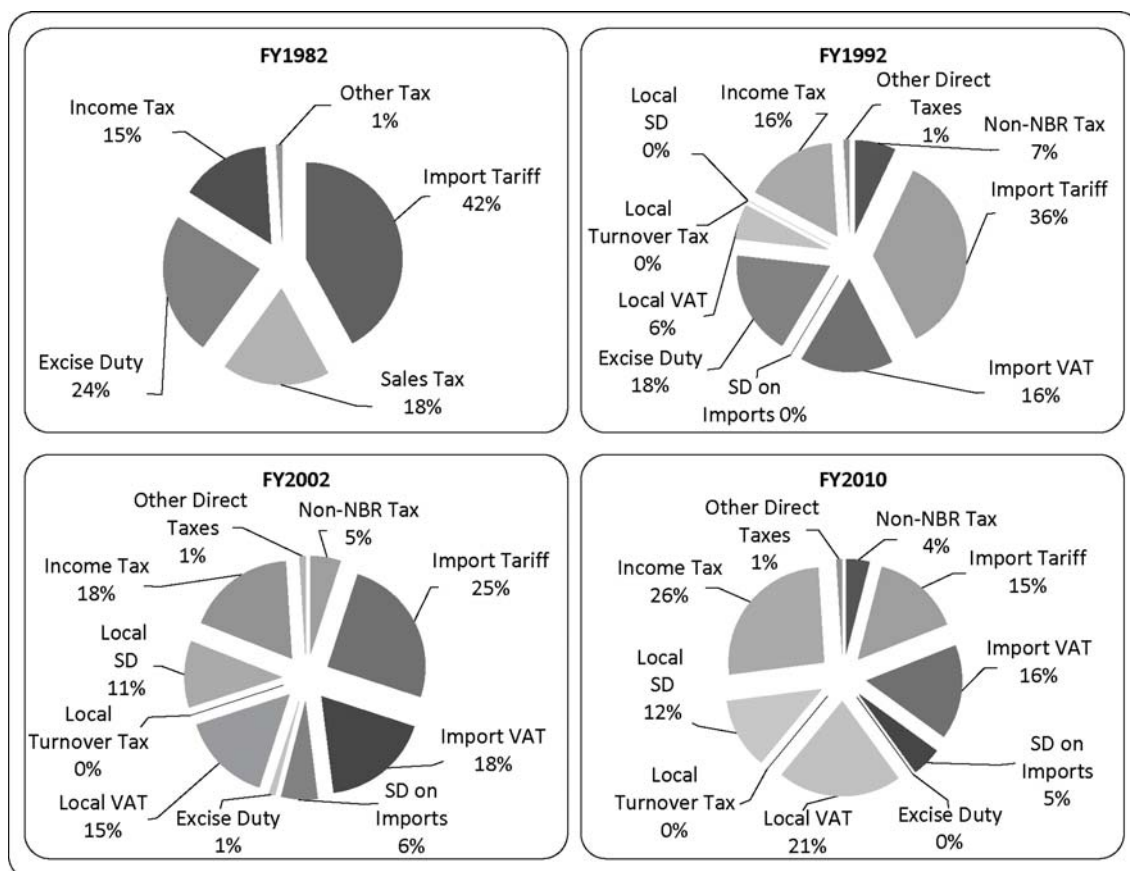 FY1982
Other Tax
1%
Income Tax
15%
Import Tariff
42%
Excise Duty
24%
Sales Tax
18%
FY1992
Local
SD
0%
Income Tax
16%
Other Direct
Taxes
1%
Non-NBR Tax
7%
Import Tariff
36%
Local
Turnover Tax
0%
Local VAT
6%
Excise Duty
18%
SD on
Imports 0%
Import VAT
16%
FY2002
Other Direct
Taxes
1%
Non-NBR Tax
5%
Income Tax
18%
Import Tariff
25%
Local
SD
11%
Local
Turnover Tax
0%
Local VAT
15%
Excise Duty
1%
SD on
Imports
6%
Import VAT
18%
FY2010
Other Direct
Taxes
1%
Non-NBR Tax
4%
Income Tax
26%
Import Tariff
15%
Local
SD
12%
Import VAT
16%
Local
Turnover Tax
0%
Local VAT
21%
Excise Duty
0%
SD on
Imports
5%